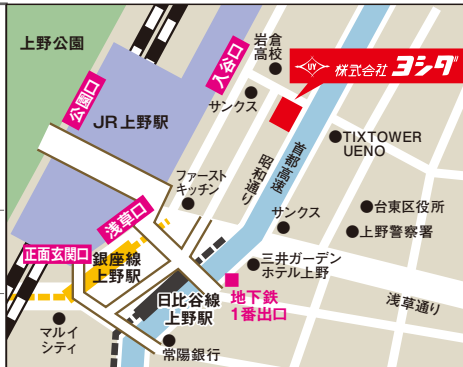 上野公園
公園口
JR上野駅
入谷口
岩倉
高校
サンクス
UY 株式会社 ヨシダ
TIXTOWER
UENO
首都高速
昭和通り
ファースト
キッチン
浅草口
サンクス
台東区役所
上野警察署
正面玄関口
銀座線
上野駅
三井ガーデン
ホテル上野
日比谷線
上野駅
地下鉄
1番出口
浅草通り
マルイ
シティ
常陽銀行